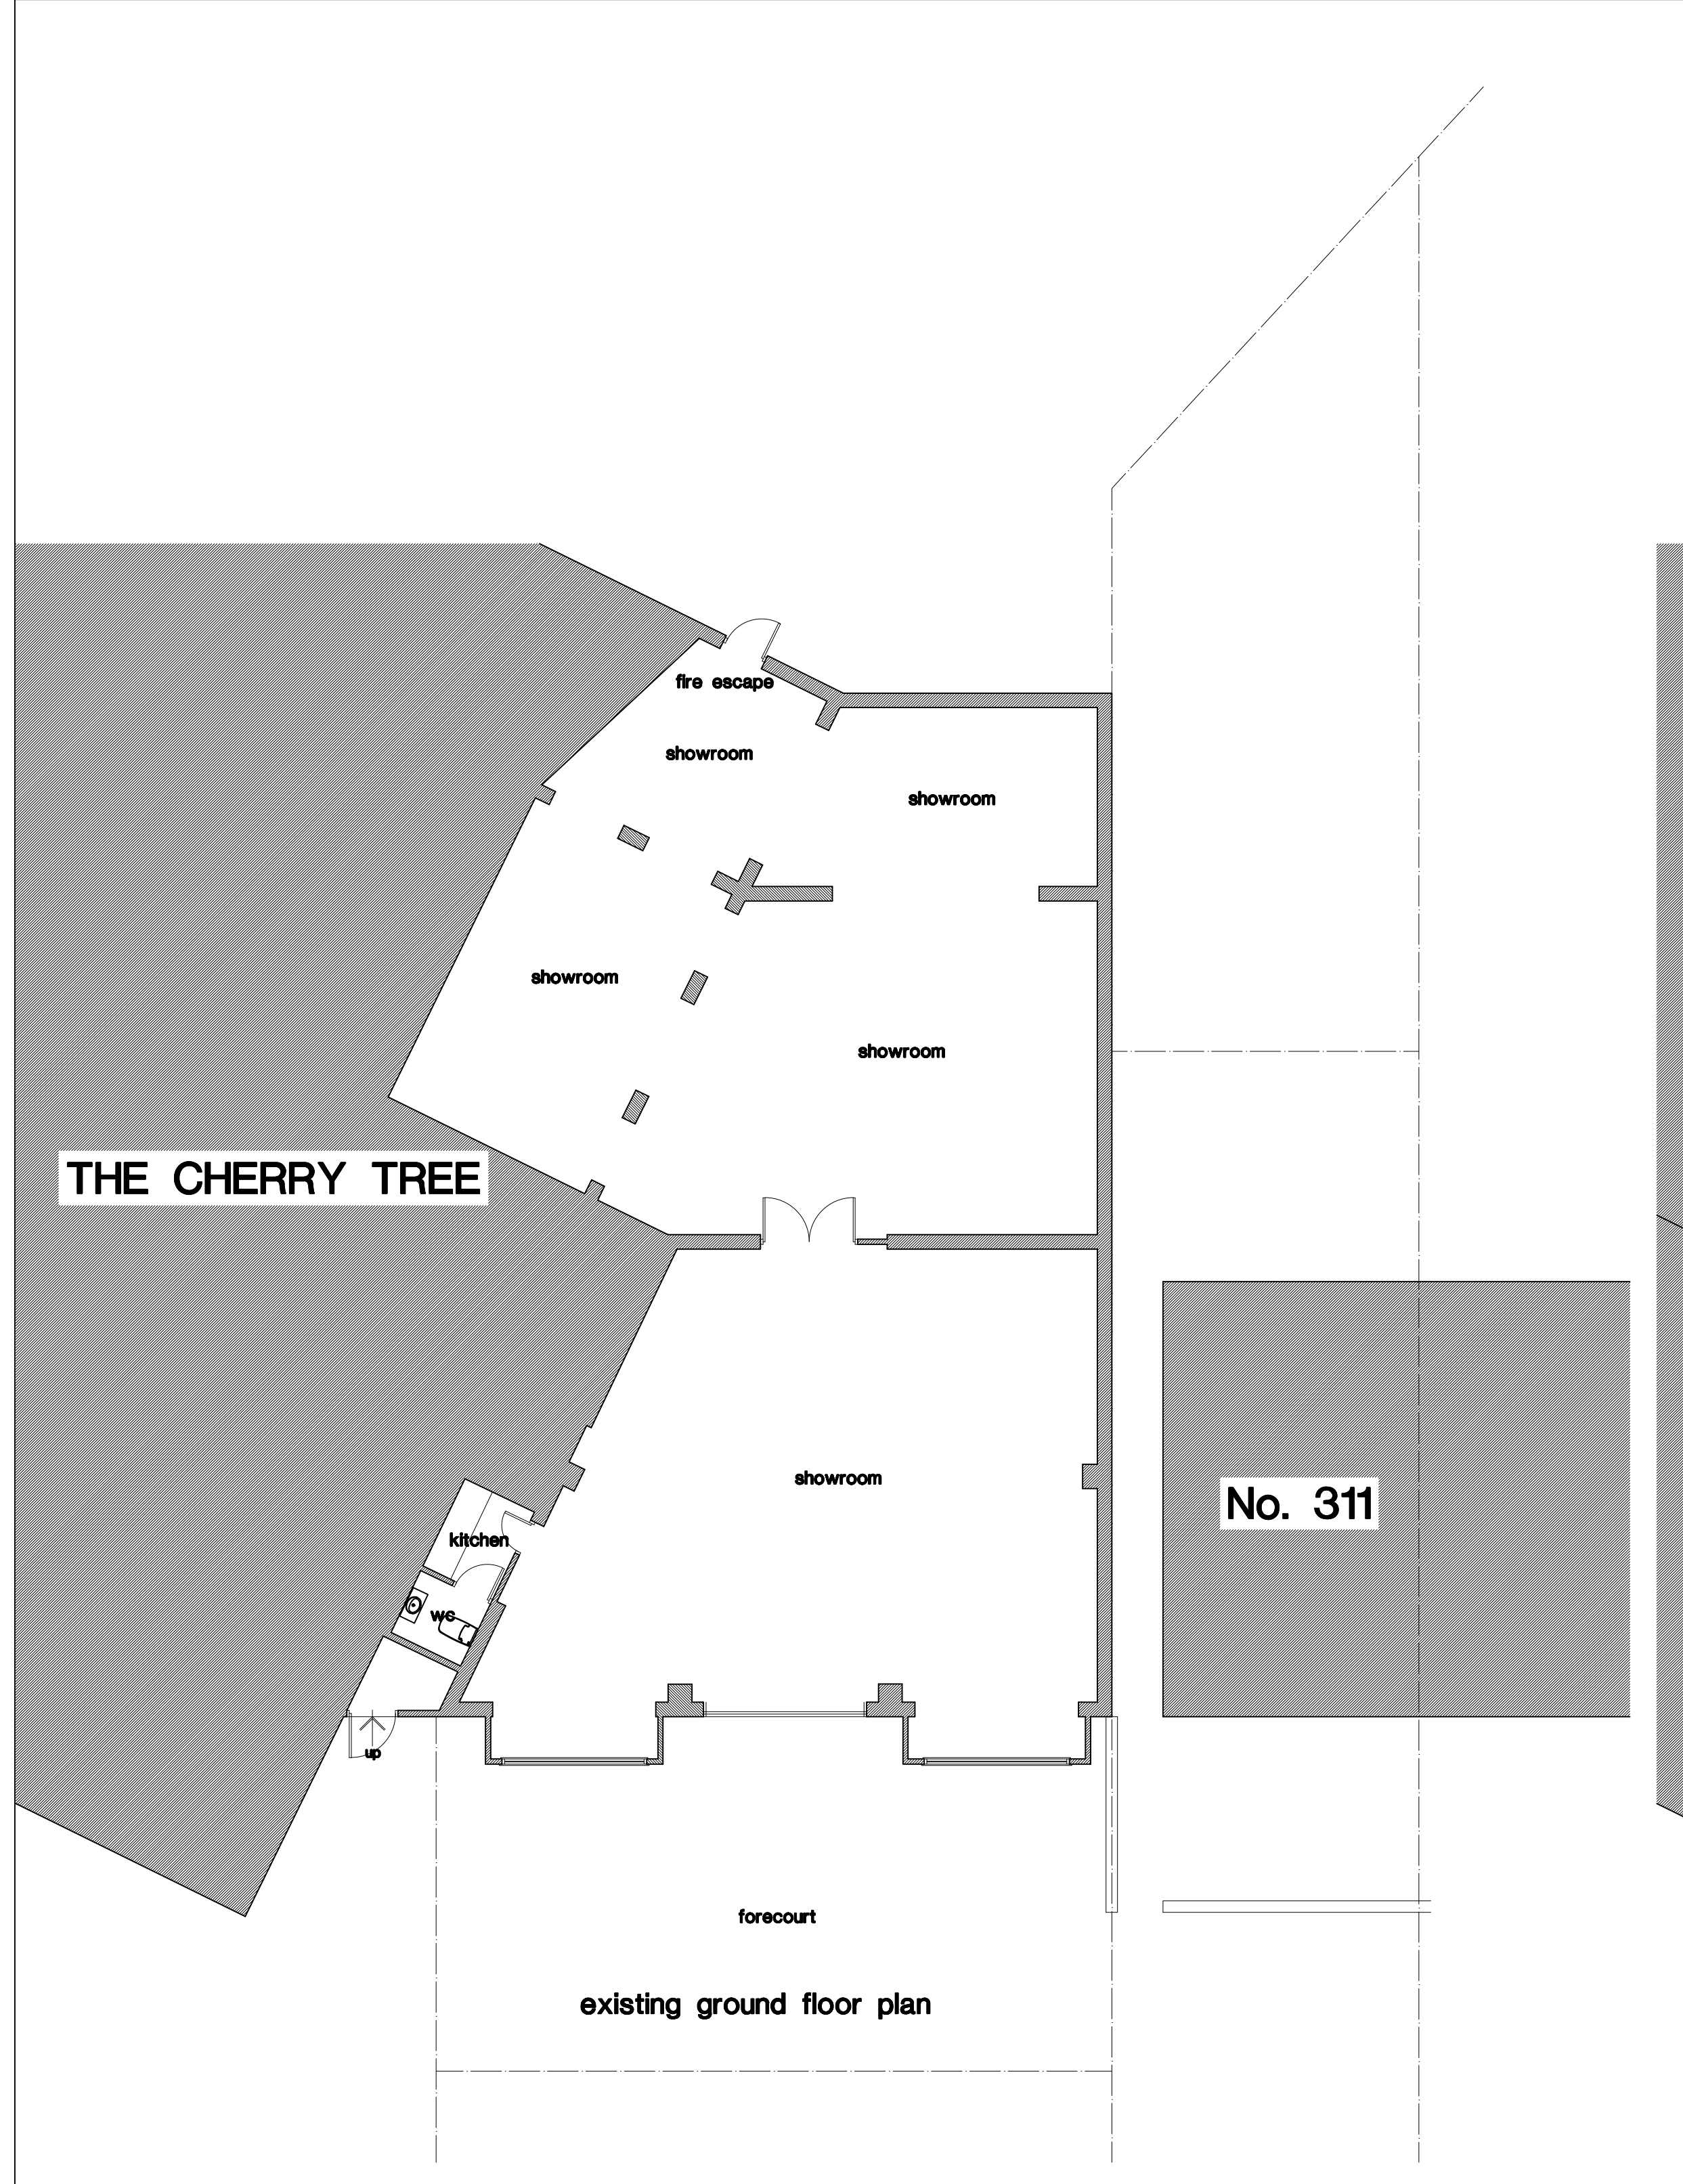 fire escape
showroom
showroom
showroom
showroom
THE CHERRY TREE
showroom
No. 311
kitchen
wc
up
forecourt
existing ground floor plan